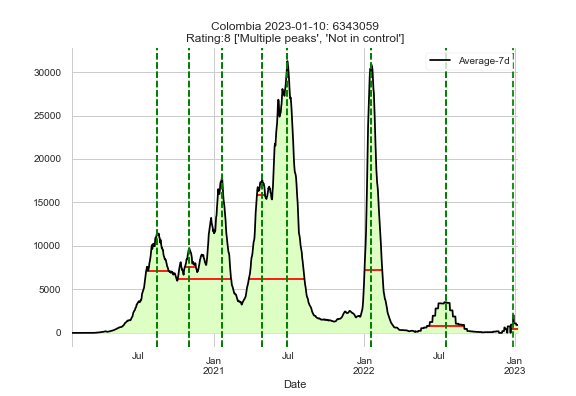 Colombia 2023-01-10: 6343059
Rating:8 ['Multiple peaks', 'Not in control']
Average-7d
30000
25000
20000
15000
10000
5000
0
Jul
Jan
2021
Jul
Jan
2022
Jul
Jan
2023
Date